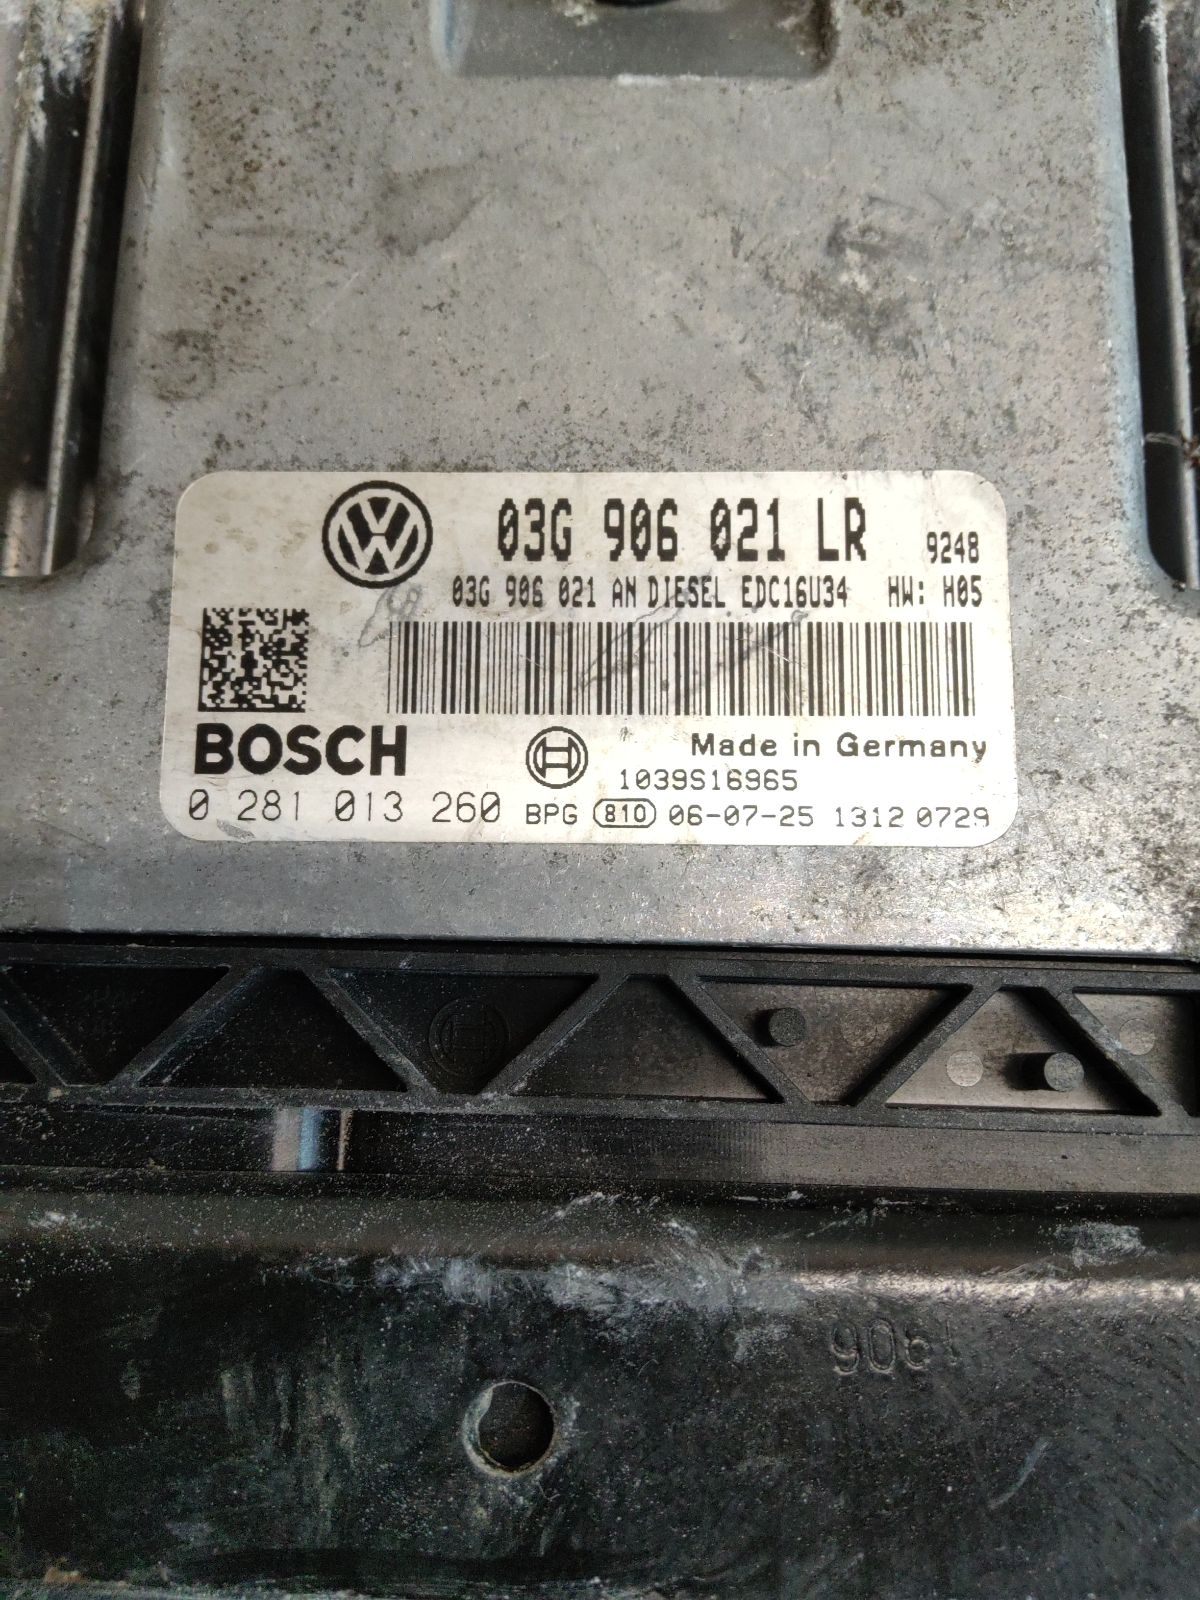 03G 906 021 LR 9248
03G 906 021 AN DIESEL EDC16U34 HW: H05
BOSCH
Made in Germany
1039S16965
0 281 013 260 BPG 810 06-07-25 1312 0729